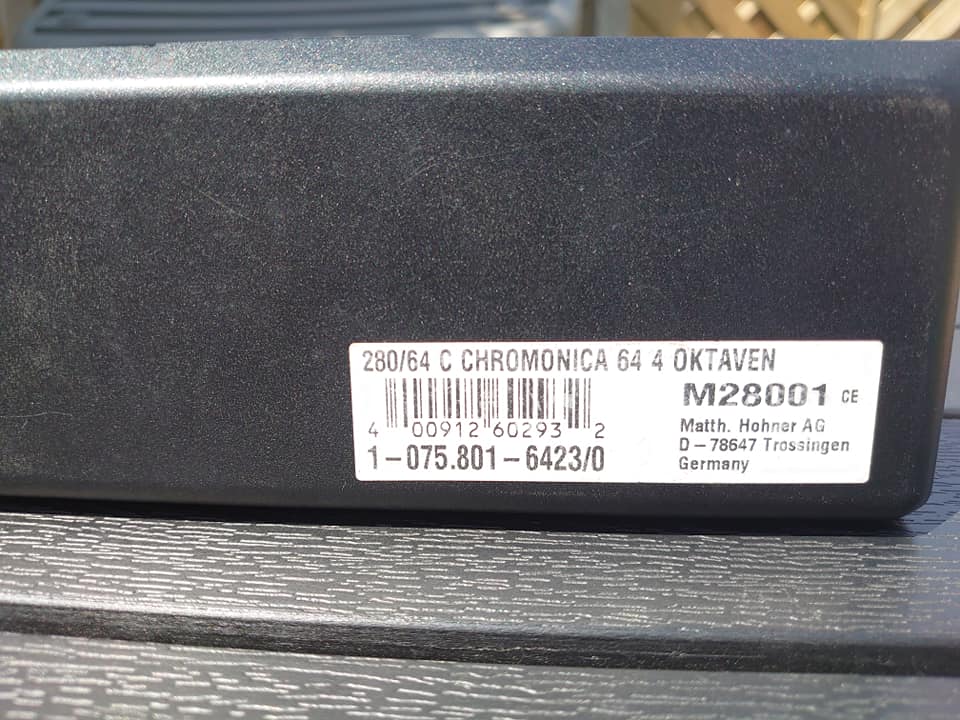 280/64 C CHROMONICA 64 4 OKTAVEN
M28001 CE
4 00912 60293 2
Matth. Hohner AG
D-78647 Trossingen
Germany
1-075.801-6423/0